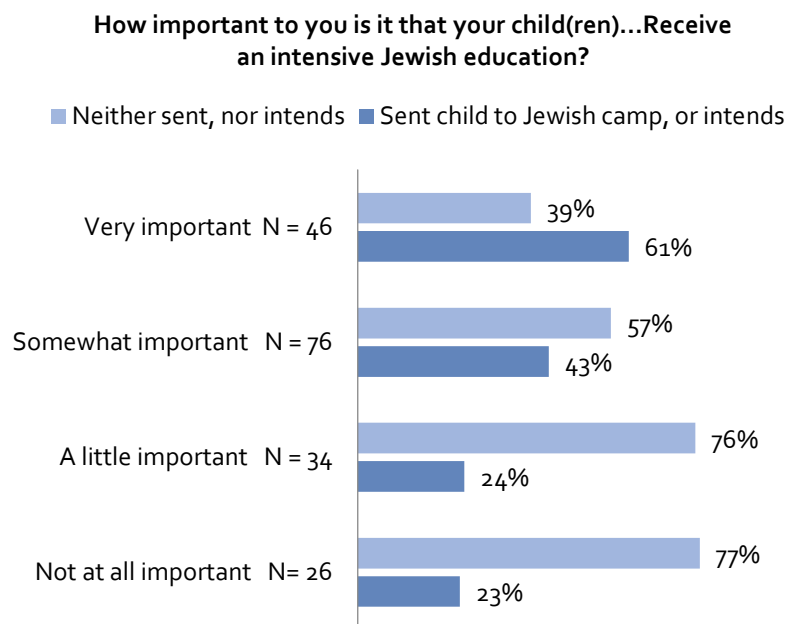 How important to you is it that your child(ren)...Receive
an intensive Jewish education?
Neither sent, nor intends Sent child to Jewish camp, or intends
Very important N = 46
39%
61%
Somewhat important N = 76
57%
43%
A little important N = 34
76%
24%
Not at all important N= 26
77%
23%